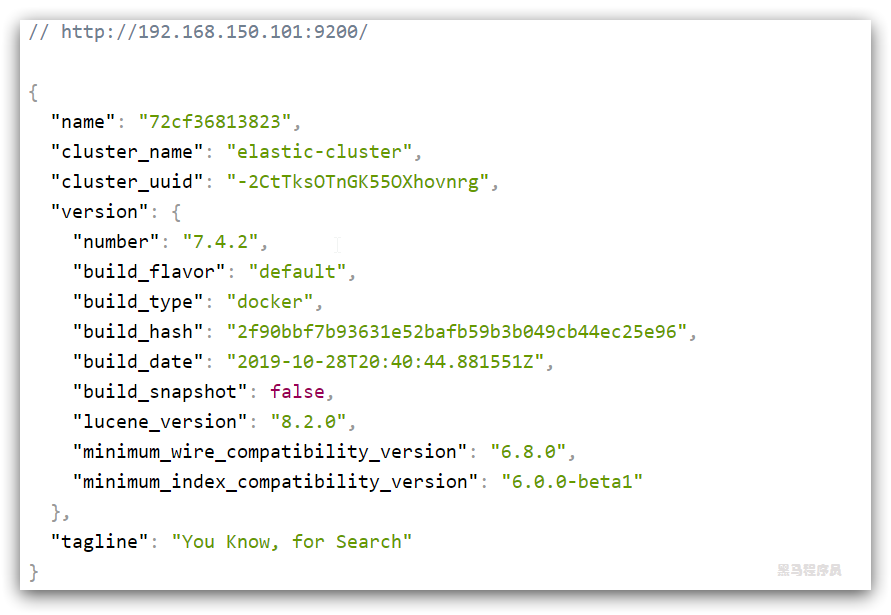 // http://192.168.150.101:9200/
{
"name": "72cf36813823",
"cluster_name": "elastic-cluster",
"cluster_uuid": "-2CtTksOTnGK55OXhovnrg",
"version": {
"number": "7.4.2",
"build_flavor": "default",
"build_type": "docker",
"build_hash": "2f90bbf7b93631e52bafb59b3b049cb44ec25e96",
"build_date": "2019-10-28T20:40:44.881551Z",
"build_snapshot": false,
"lucene_version": "8.2.0",
"minimum_wire_compatibility_version": "6.8.0",
"minimum_index_compatibility_version": "6.0.0-beta1"
},
"tagline": "You Know, for Search"
}
黑马程序员